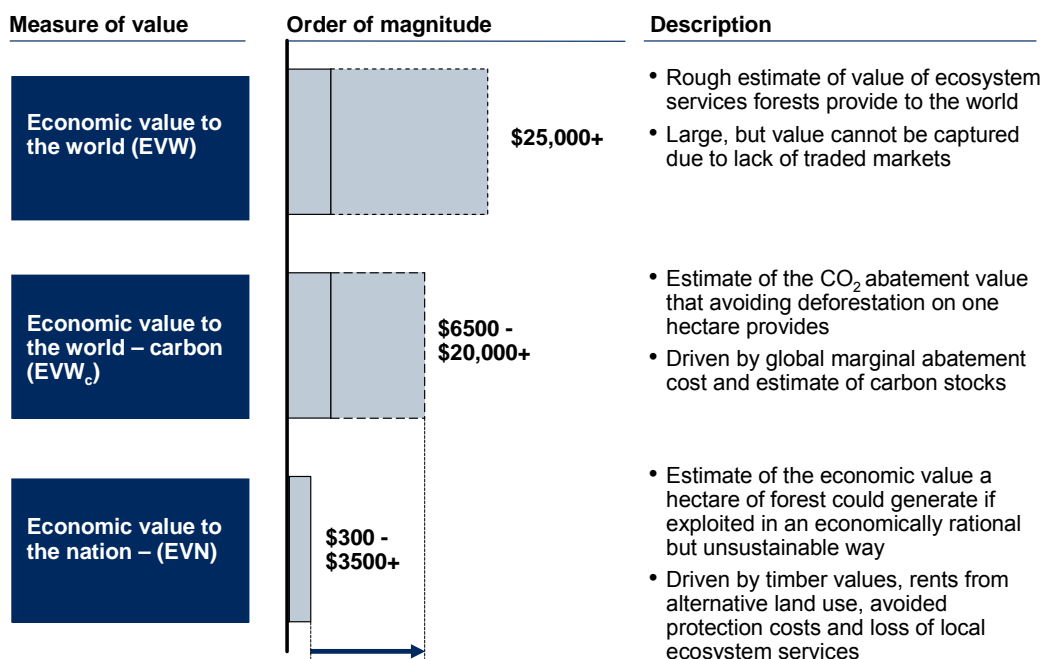 Measure of value
Order of magnitude
Description
Economic value to
the world (EVW)
$25,000+
• Rough estimate of value of ecosystem
services forests provide to the world
• Large, but value cannot be captured
due to lack of traded markets
Economic value to
the world – carbon
(EVWc)
$6500 -
$20,000+
• Estimate of the CO2 abatement value
that avoiding deforestation on one
hectare provides
• Driven by global marginal abatement
cost and estimate of carbon stocks
Economic value to
the nation – (EVN)
$300 -
$3500+
• Estimate of the economic value a
hectare of forest could generate if
exploited in an economically rational
but unsustainable way
• Driven by timber values, rents from
alternative land use, avoided
protection costs and loss of local
ecosystem services